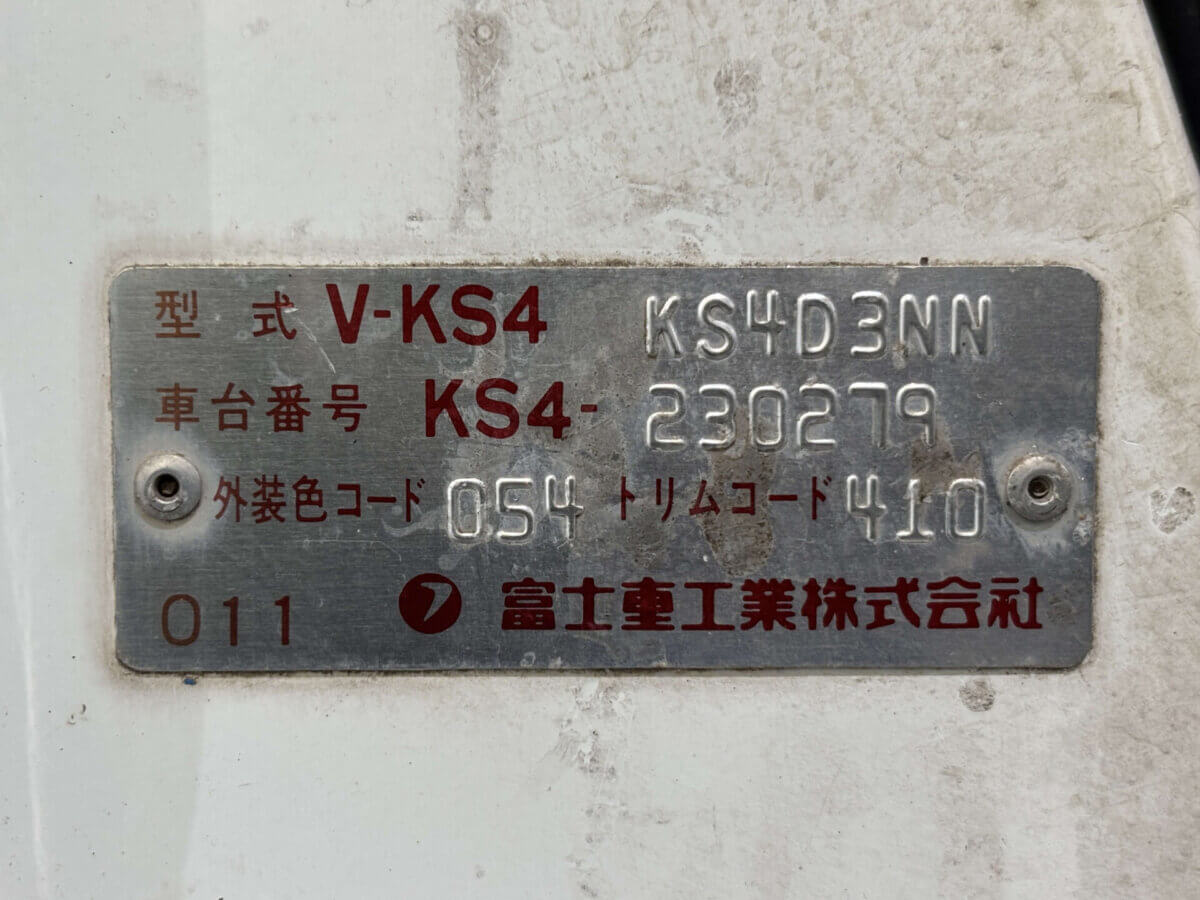 型 式 V-KS4 KS4D3NN
車台番号 KS4- 230279
外装色コード 054 トリムコード 410
011 フ 富士重工業株式会社